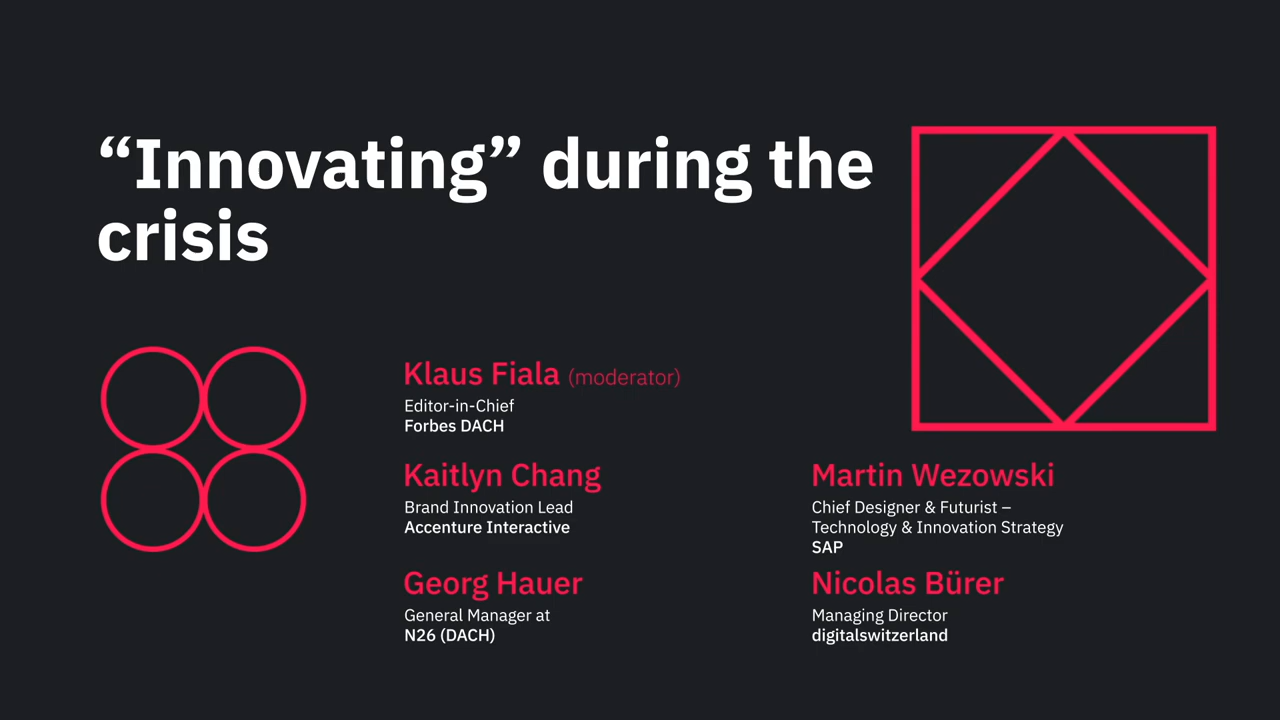 “Innovating” during the
crisis
Klaus Fiala (moderator)
Editor-in-Chief
Forbes DACH
Kaitlyn Chang
Brand Innovation Lead
Accenture Interactive
Martin Wezowski
Chief Designer & Futurist –
Technology & Innovation Strategy
SAP
Georg Hauer
General Manager at
N26 (DACH)
Nicolas Bürer
Managing Director
digitalswitzerland